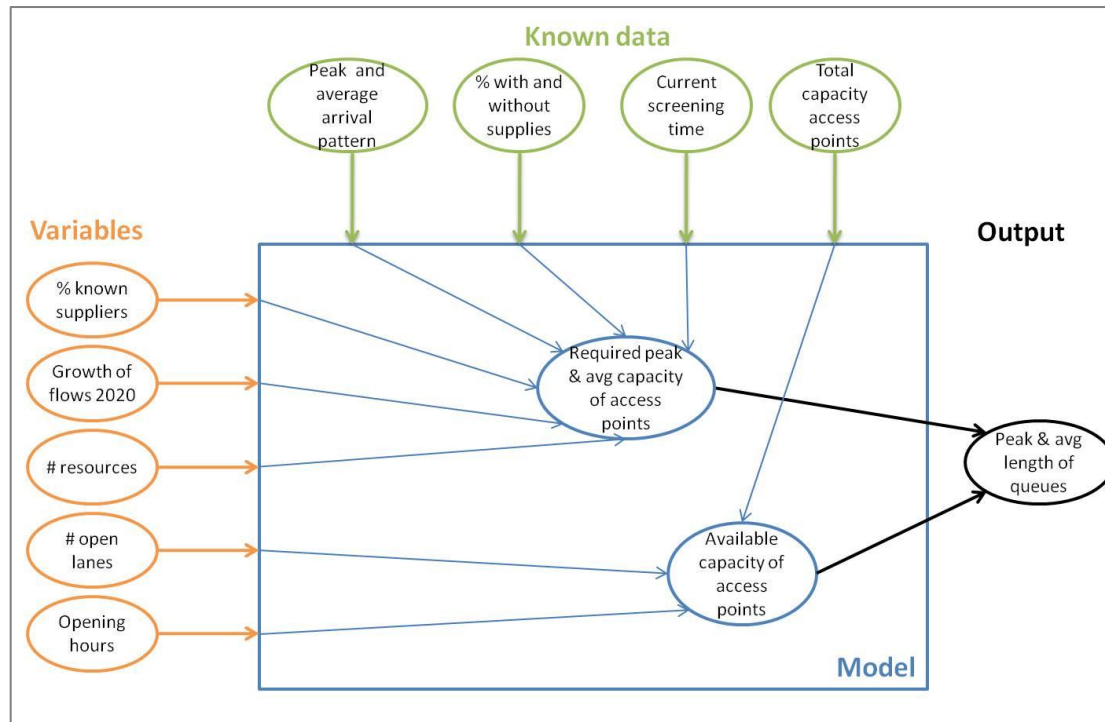 Known data
Peak and
average
arrival
pattern
% with and
without
supplies
Current
screening
time
Total
capacity
access
points
Variables
Output
% known
suppliers
Growth of
flows 2020
# resources
# open
lanes
Opening
hours
Required peak
& avg capacity
of access
points
Available
capacity of
access
points
Peak & avg
length of
queues
Model